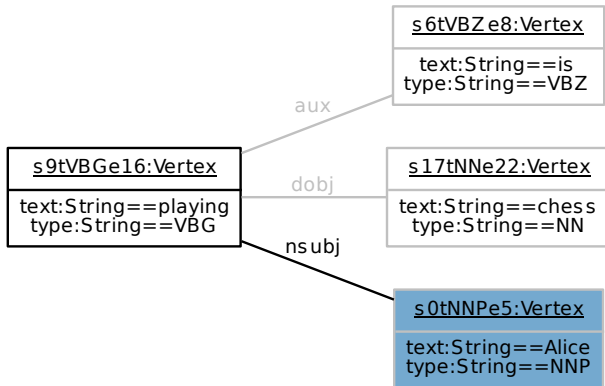 s6tVBZe8:Vertex
text:String==is
type:String==VBZ
aux
s9tVBGe16:Vertex
text:String==playing
type:String==VBG
dobj
s17tNNe22:Vertex
text:String==chess
type:String==NN
nsubj
s0tNNPe5:Vertex
text:String==Alice
type:String==NNP